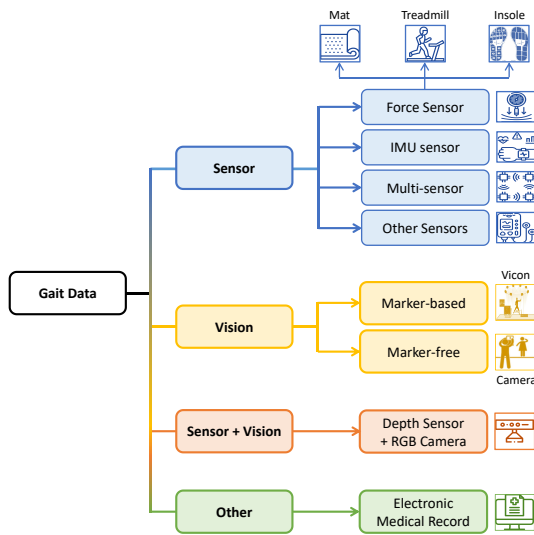 Mat
Treadmill
Insole
Force Sensor
IMU sensor
Sensor
Multi-sensor
Other Sensors
Gait Data
Vicon
Marker-based
Vision
Marker-free
Camera
Sensor + Vision
Depth Sensor
+ RGB Camera
Other
Electronic
Medical Record